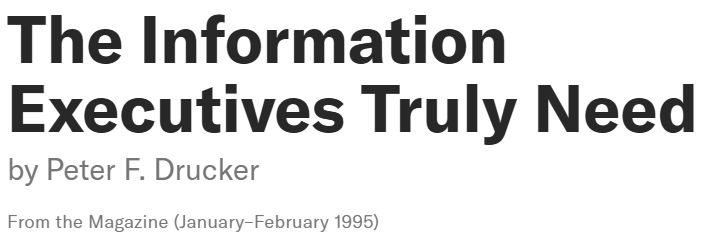 The Information
Executives Truly Need
by Peter F. Drucker
From the Magazine (January–February 1995)